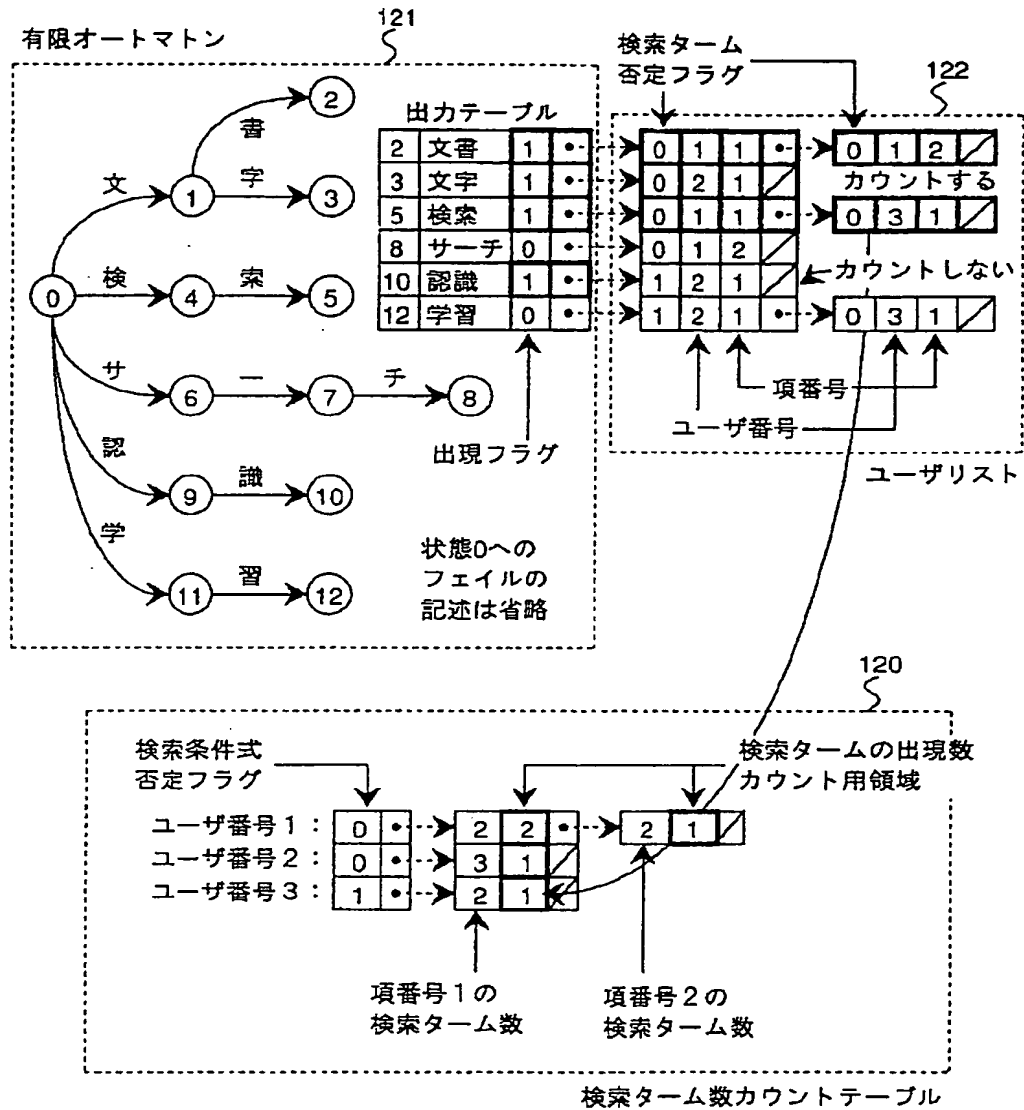 有限オートマトン
121
文
書
字
検
索
サ
ー
チ
認
識
学
習
0
1
2
3
4
5
6
7
8
9
10
11
12
出力テーブル
2 文書 1
3 文字 1
5 検索 1
8 サーチ 0
10 認識 1
12 学習 0
出現フラグ
状態0への
フェイルの
記述は省略
検索ターム
否定フラグ
122
0 1 1
0 2 1
0 1 1
0 1 2
1 2 1
1 2 1
0 1 2
カウントする
0 3 1
カウントしない
0 3 1
項番号
ユーザ番号
ユーザリスト
120
検索条件式
否定フラグ
検索タームの出現数
カウント用領域
ユーザ番号1: 0 2 2 2 1
ユーザ番号2: 0 3 1
ユーザ番号3: 1 2 1
項番号1の
検索ターム数
項番号2の
検索ターム数
検索ターム数カウントテーブル